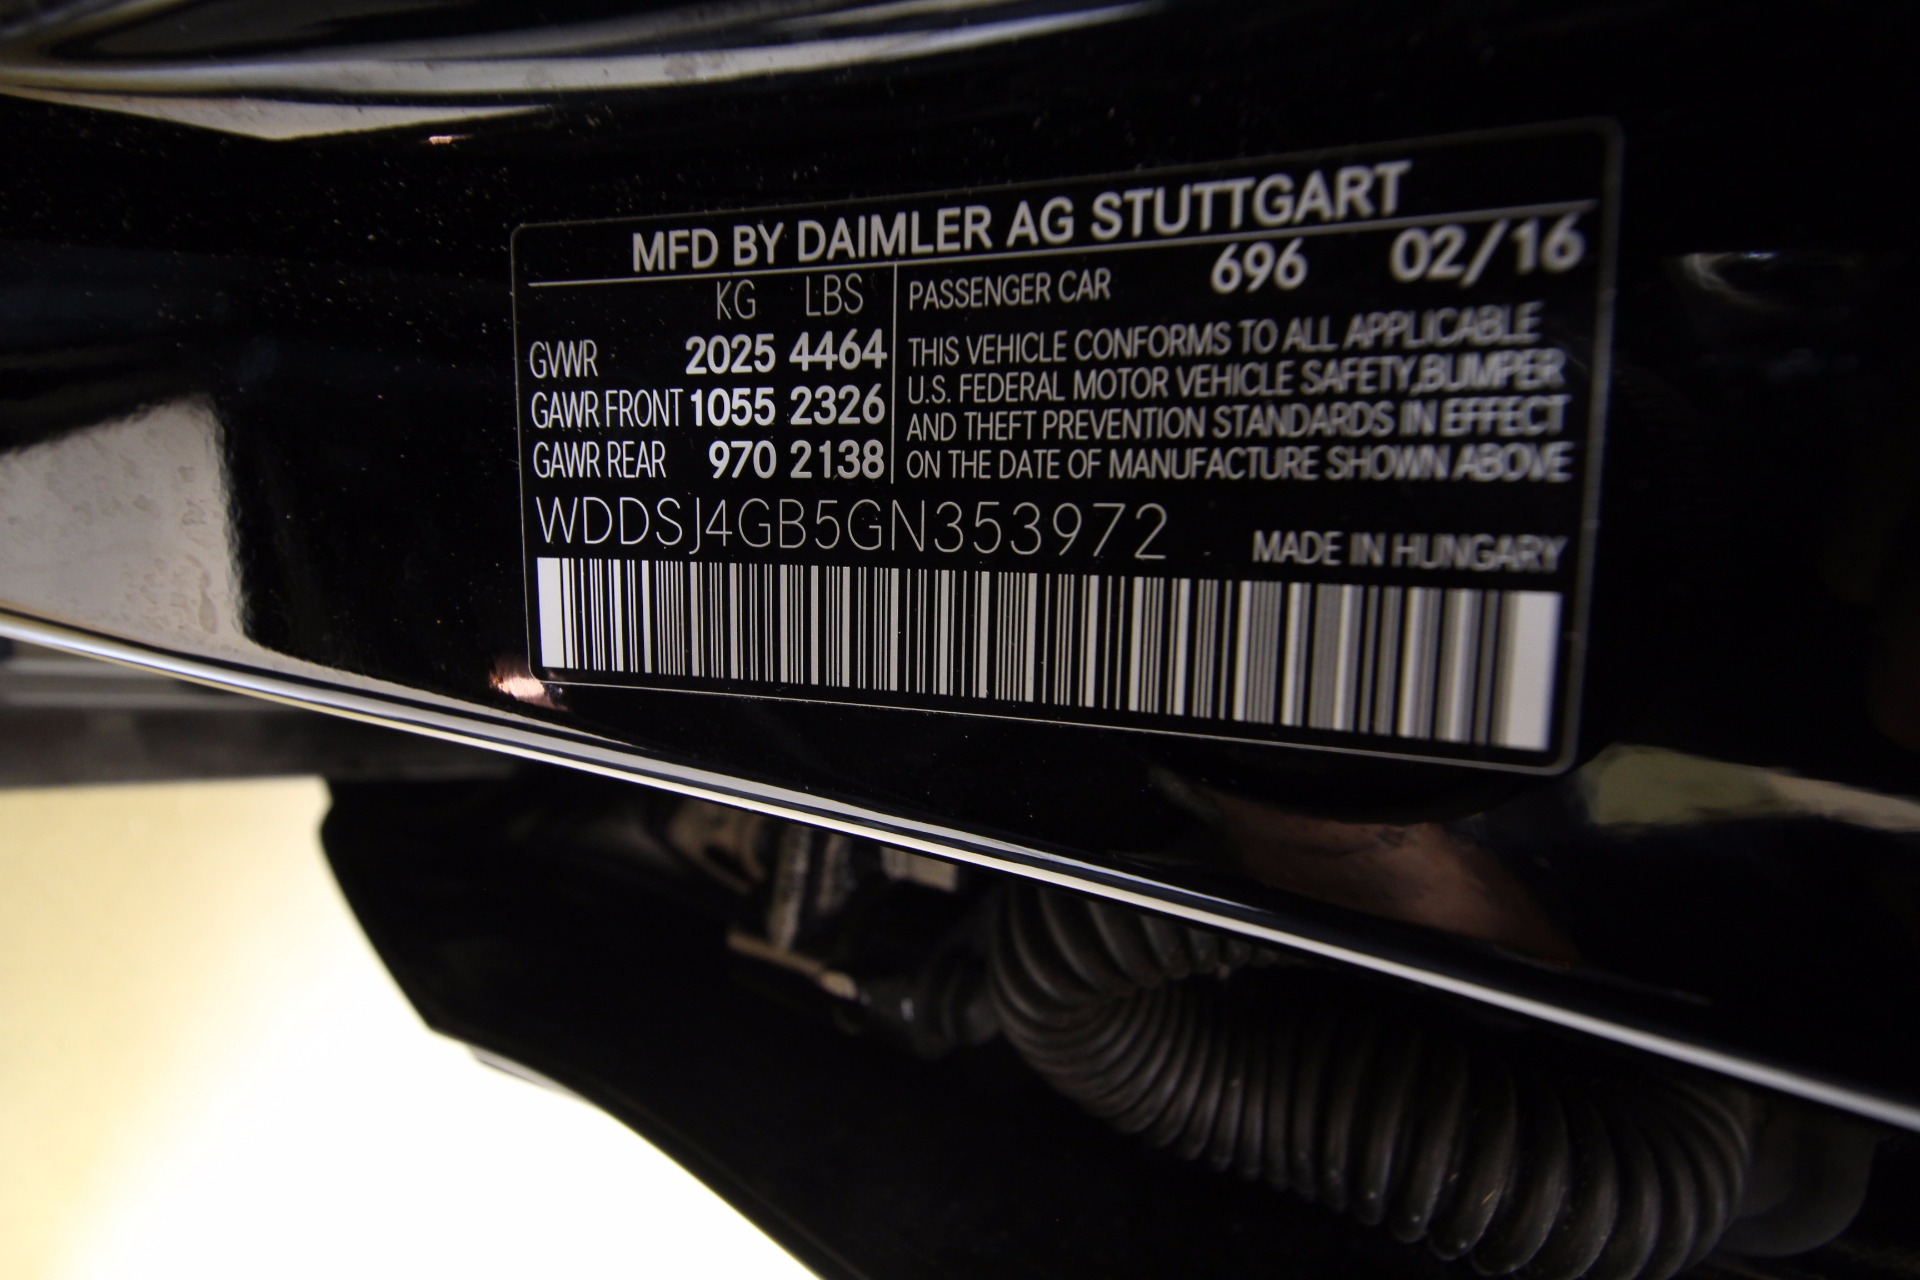 MFD BY DAIMLER AG STUTTGART
KG LBS
GVWR 2025 4464
GAWR FRONT 1055 2326
GAWR REAR 970 2138
PASSENGER CAR 696 02/16
THIS VEHICLE CONFORMS TO ALL APPLICABLE
U.S. FEDERAL MOTOR VEHICLE SAFETY,BUMPER
AND THEFT PREVENTION STANDARDS IN EFFECT
ON THE DATE OF MANUFACTURE SHOWN ABOVE
WDDSJ4GB5GN353972
MADE IN HUNGARY